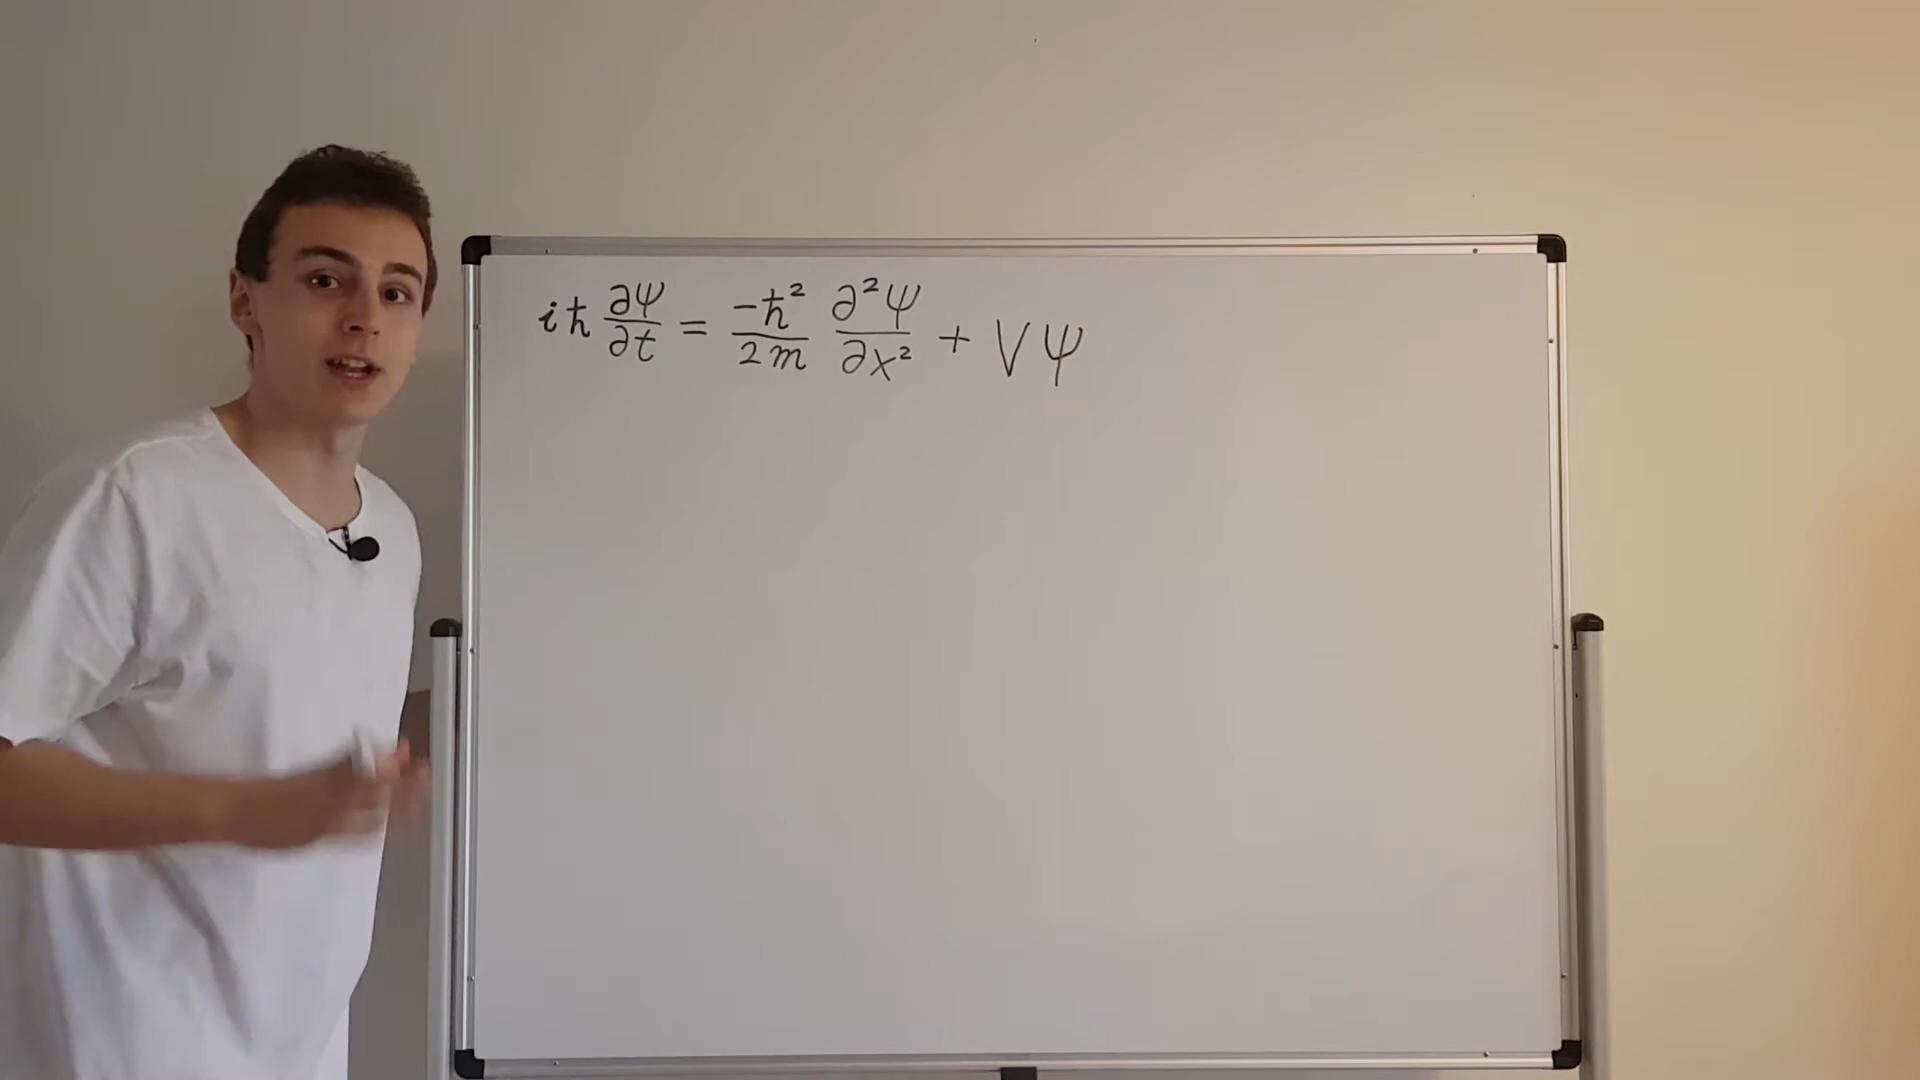 iħ ∂ψ/∂t = -ħ²/2m ∂²ψ/∂x² + Vψ